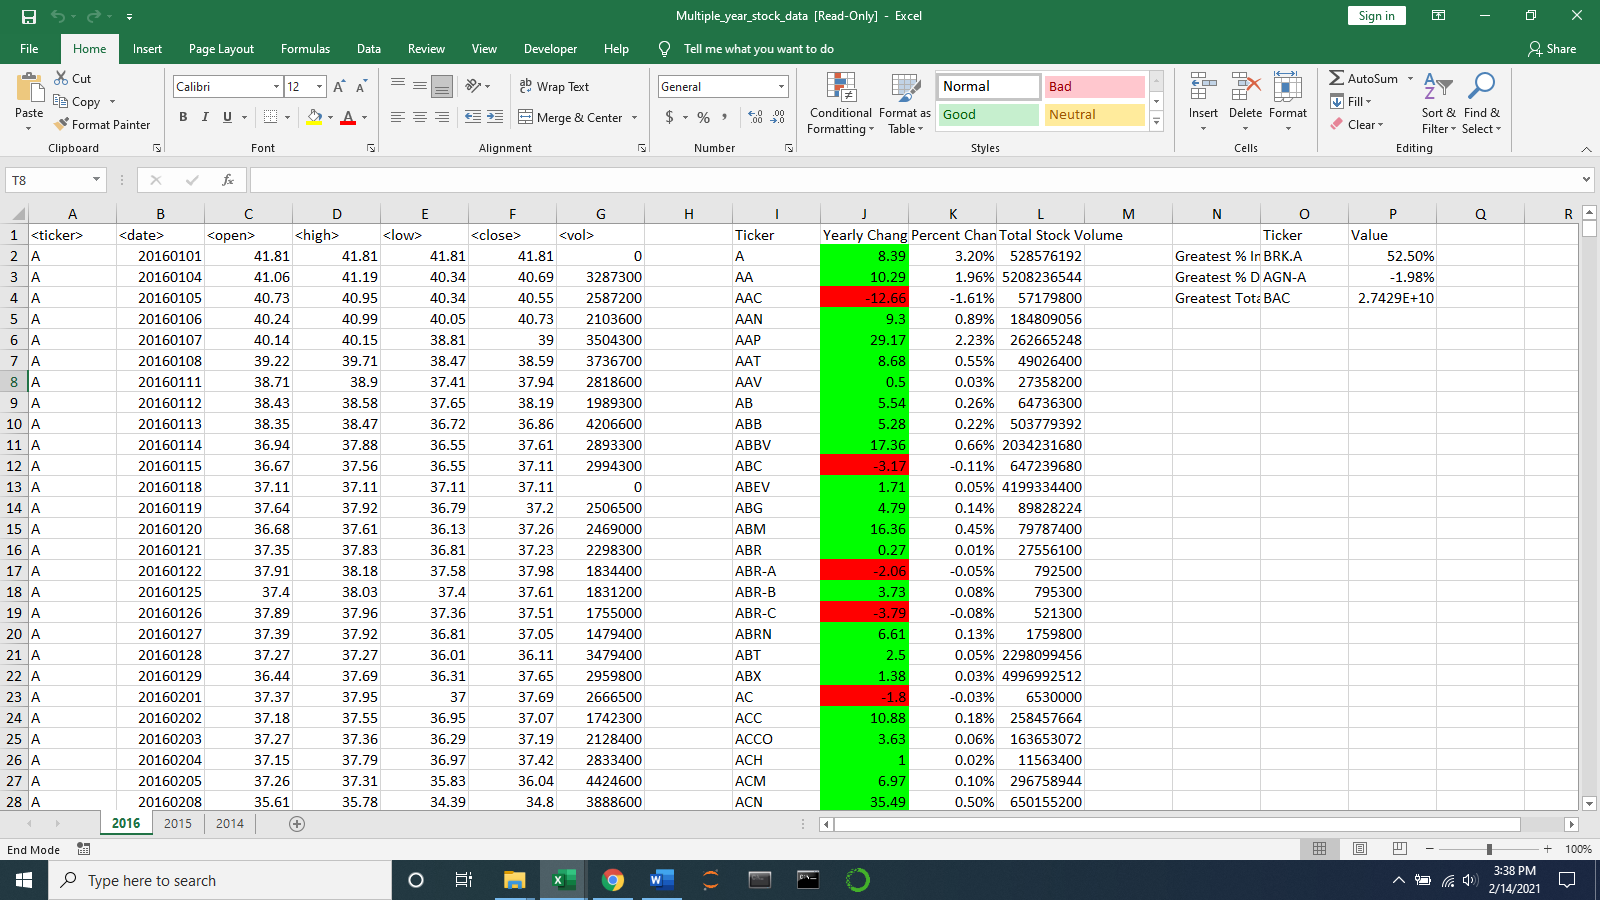 Multiple_year_stock_data [Read-Only] - Excel
Sign in
File Home Insert Page Layout Formulas Data Review View Developer Help Tell me what you want to do Share
Paste Cut Copy Format Painter Clipboard
Calibri 12 A A B I U A Font
ab Wrap Text Merge & Center Alignment
General $ % , Number
Conditional Formatting Format as Table Normal Bad Good Neutral Styles
Insert Delete Format Cells
AutoSum Fill Clear Sort & Filter Find & Select Editing
T8 fx
A B C D E F G H I J K L M N O P Q R
1 <ticker> <date> <open> <high> <low> <close> <vol> Ticker Yearly Chang Percent Chan Total Stock Volume Ticker Value
2 A 20160101 41.81 41.81 41.81 41.81 0 A 8.39 3.20% 528576192 Greatest % In BRK.A 52.50%
3 A 20160104 41.06 41.19 40.34 40.69 3287300 AA 10.29 1.96% 5208236544 Greatest % D AGN-A -1.98%
4 A 20160105 40.73 40.95 40.34 40.55 2587200 AAC -12.66 -1.61% 57179800 Greatest Tota BAC 2.7429E+10
5 A 20160106 40.24 40.99 40.05 40.73 2103600 AAN 9.3 0.89% 184809056
6 A 20160107 40.14 40.15 38.81 39 3504300 AAP 29.17 2.23% 262665248
7 A 20160108 39.22 39.71 38.47 38.59 3736700 AAT 8.68 0.55% 49026400
8 A 20160111 38.71 38.9 37.41 37.94 2818600 AAV 0.5 0.03% 27358200
9 A 20160112 38.43 38.58 37.65 38.19 1989300 AB 5.54 0.26% 64736300
10 A 20160113 38.35 38.47 36.72 36.86 4206600 ABB 5.28 0.22% 503779392
11 A 20160114 36.94 37.88 36.55 37.61 2893300 ABBV 17.36 0.66% 2034231680
12 A 20160115 36.67 37.56 36.55 37.11 2994300 ABC -3.17 -0.11% 647239680
13 A 20160118 37.11 37.11 37.11 37.11 0 ABEV 1.71 0.05% 4199334400
14 A 20160119 37.64 37.92 36.79 37.2 2506500 ABG 4.79 0.14% 89828224
15 A 20160120 36.68 37.61 36.13 37.26 2469000 ABM 16.36 0.45% 79787400
16 A 20160121 37.35 37.83 36.81 37.23 2298300 ABR 0.27 0.01% 27556100
17 A 20160122 37.91 38.18 37.58 37.98 1834400 ABR-A -2.06 -0.05% 792500
18 A 20160125 37.4 38.03 37.4 37.61 1831200 ABR-B 3.73 0.08% 795300
19 A 20160126 37.89 37.96 37.36 37.51 1755000 ABR-C -3.79 -0.08% 521300
20 A 20160127 37.39 37.92 36.81 37.05 1479400 ABRN 6.61 0.13% 1759800
21 A 20160128 37.27 37.27 36.01 36.11 3479400 ABT 2.5 0.05% 2298099456
22 A 20160129 36.44 37.69 36.31 37.65 2959800 ABX 1.38 0.03% 4996992512
23 A 20160201 37.37 37.95 37 37.69 2666500 AC -1.8 -0.03% 6530000
24 A 20160202 37.18 37.55 36.95 37.07 1742300 ACC 10.88 0.18% 258457664
25 A 20160203 37.27 37.36 36.29 37.19 2128400 ACCO 3.63 0.06% 163653072
26 A 20160204 37.15 37.79 36.97 37.42 2833400 ACH 1 0.02% 11563400
27 A 20160205 37.26 37.31 35.83 36.04 4424600 ACM 6.97 0.10% 296758944
28 A 20160208 35.61 35.78 34.39 34.8 3888600 ACN 35.49 0.50% 650155200
2016 2015 2014
End Mode 100%
Type here to search
3:38 PM
2/14/2021